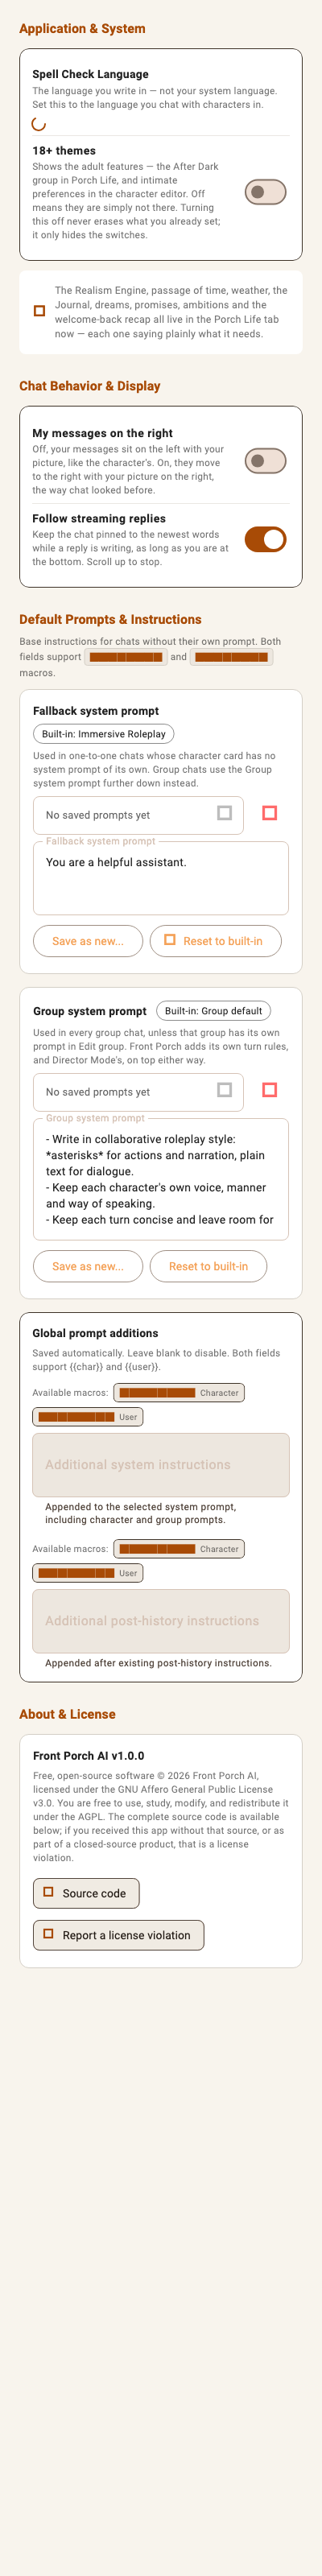 Application & System
Spell Check Language
The language you write in — not your system language.
Set this to the language you chat with characters in.
18+ themes
Shows the adult features — the After Dark
group in Porch Life, and intimate
preferences in the character editor. Off
means they are simply not there. Turning
this off never erases what you already set;
it only hides the switches.
The Realism Engine, passage of time, weather, the
Journal, dreams, promises, ambitions and the
welcome-back recap all live in the Porch Life tab
now — each one saying plainly what it needs.
Chat Behavior & Display
My messages on the right
Off, your messages sit on the left with your
picture, like the character's. On, they move
to the right with your picture on the right,
the way chat looked before.
Follow streaming replies
Keep the chat pinned to the newest words
while a reply is writing, as long as you are at
the bottom. Scroll up to stop.
Default Prompts & Instructions
Base instructions for chats without their own prompt. Both
fields support and
macros.
Fallback system prompt
Built-in: Immersive Roleplay
Used in one-to-one chats whose character card has no
system prompt of its own. Group chats use the Group
system prompt further down instead.
No saved prompts yet
Fallback system prompt
You are a helpful assistant.
Save as new... Reset to built-in
Group system prompt Built-in: Group default
Used in every group chat, unless that group has its own
prompt in Edit group. Front Porch adds its own turn rules,
and Director Mode's, on top either way.
No saved prompts yet
Group system prompt
- Write in collaborative roleplay style:
*asterisks* for actions and narration, plain
text for dialogue.
- Keep each character's own voice, manner
and way of speaking.
- Keep each turn concise and leave room for
Save as new... Reset to built-in
Global prompt additions
Saved automatically. Leave blank to disable. Both fields
support {{char}} and {{user}}.
Available macros: Character
User
Additional system instructions
Appended to the selected system prompt,
including character and group prompts.
Available macros: Character
User
Additional post-history instructions
Appended after existing post-history instructions.
About & License
Front Porch AI v1.0.0
Free, open-source software © 2026 Front Porch AI,
licensed under the GNU Affero General Public License
v3.0. You are free to use, study, modify, and redistribute it
under the AGPL. The complete source code is available
below; if you received this app without that source, or as
part of a closed-source product, that is a license
violation.
Source code
Report a license violation